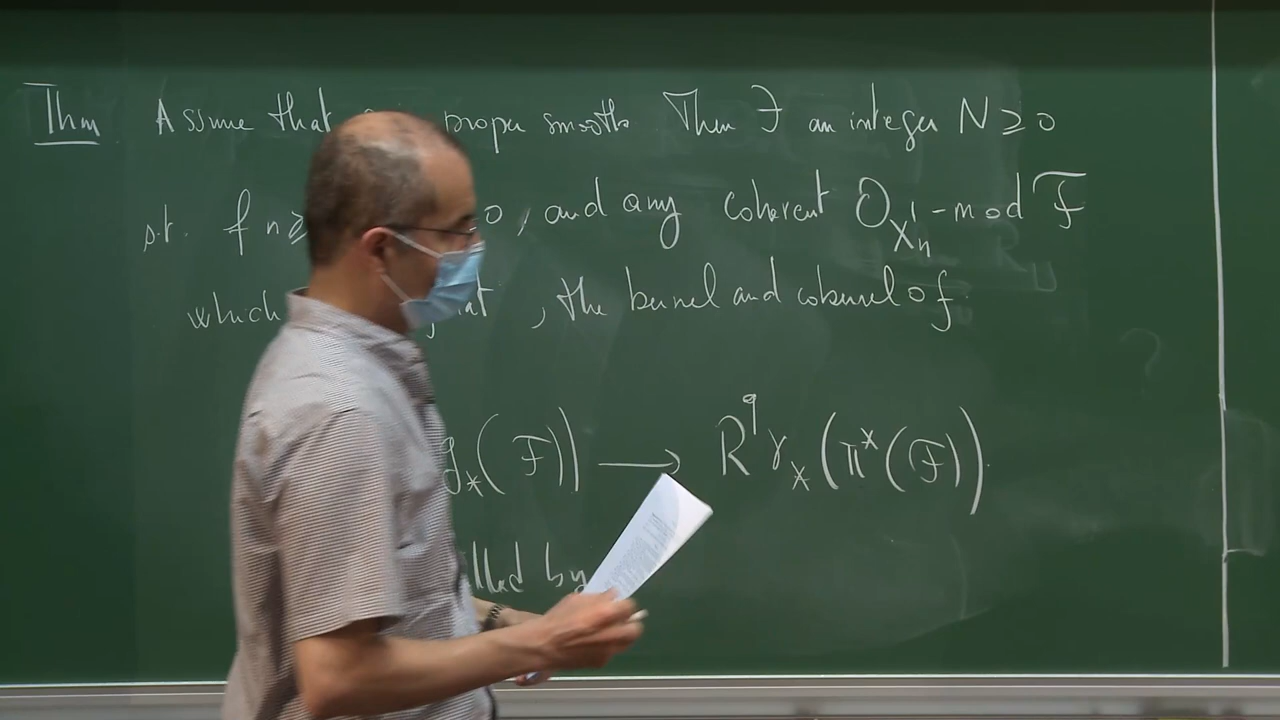 Thm Assume that proper smooth. Then ∃ an integer N ≥ 0
s.t. f n ≥ 0, and any coherent O_{X'_n}-mod F
which , the kernel and cokernel of
g_*(F)) → R^q r_*(π^*(F)).
by